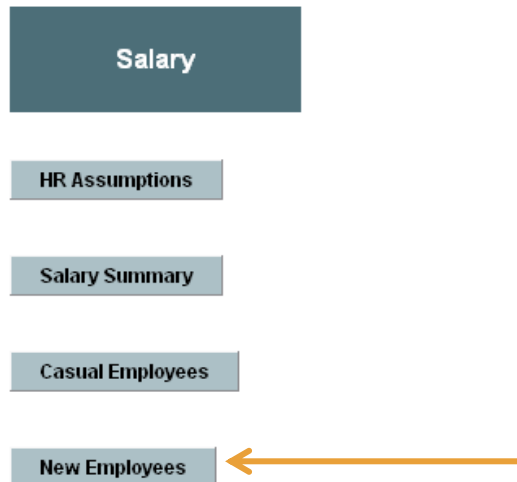 Salary
HR Assumptions
Salary Summary
Casual Employees
New Employees